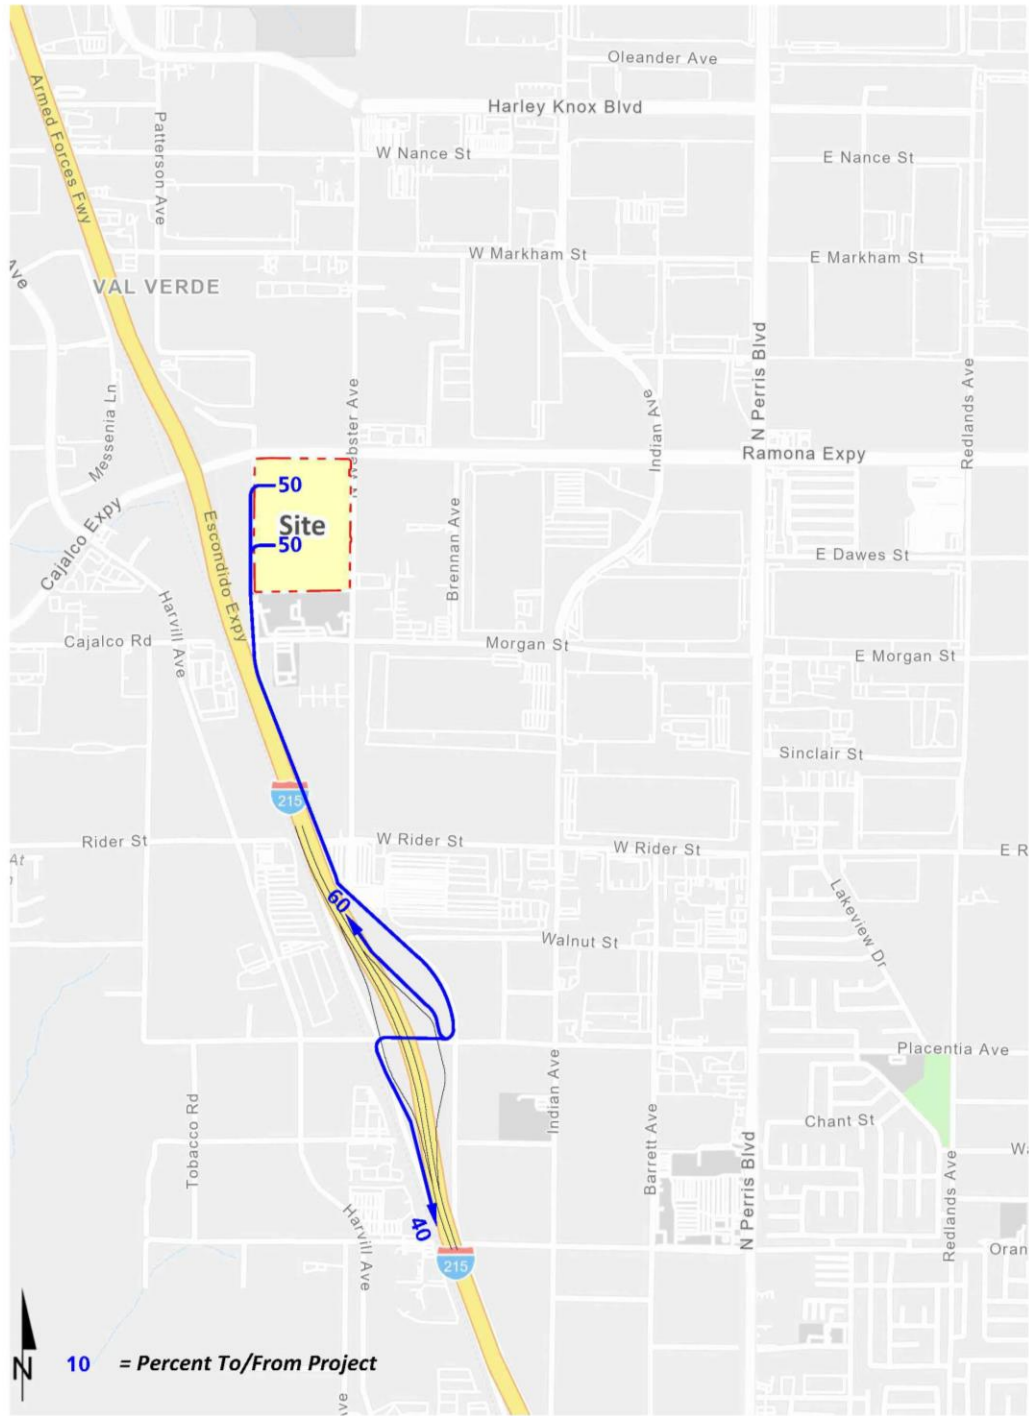 Oleander Ave
Harley Knox Blvd
Armed Forces Fwy
Patterson Ave
W Nance St
E Nance St
W Markham St
E Markham St
Ave
VAL VERDE
N Perris Blvd
Redlands Ave
Messenia Ln
N Webster Ave
Indian Ave
Ramona Expy
50
Site
50
Cajalco Expy
Escondido Expy
Brennan Ave
E Dawes St
Harvill Ave
Cajalco Rd
Morgan St
E Morgan St
Sinclair St
215
Rider St
W Rider St
W Rider St
E R
At
Lakeview Dr
60
Walnut St
Placentia Ave
Tobacco Rd
Indian Ave
Barrett Ave
Chant St
N Perris Blvd
Redlands Ave
Harvill Ave
40
Oran
215
N
10 = Percent To/From Project
ve